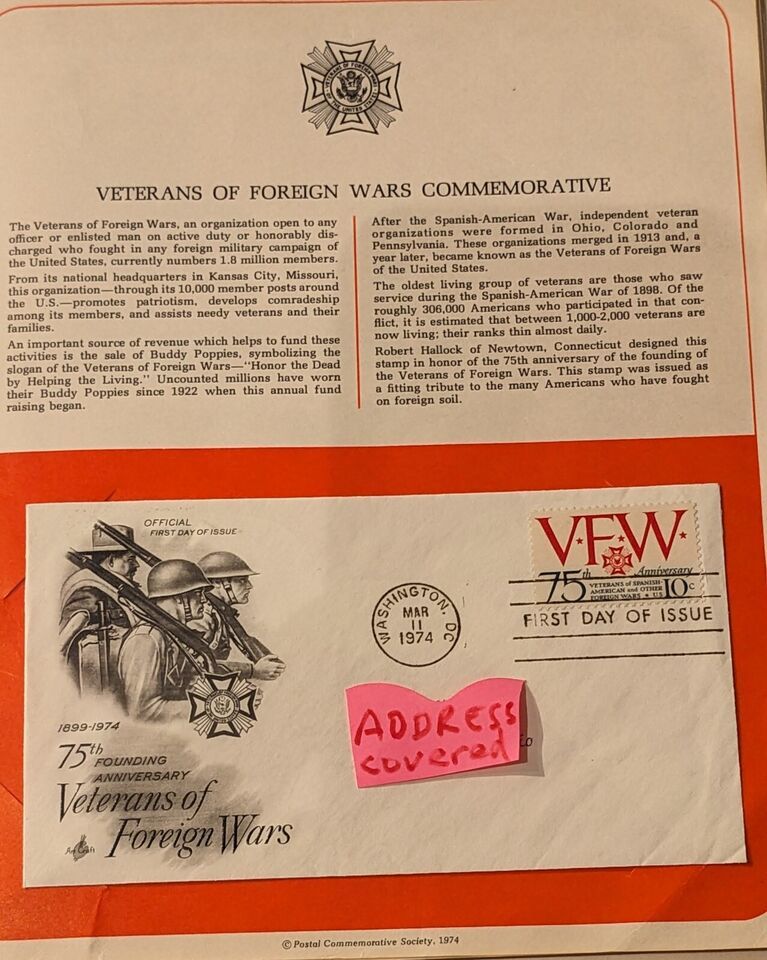 VETERANS OF FOREIGN WARS
OF THE UNITED STATES
VETERANS OF FOREIGN WARS COMMEMORATIVE
The Veterans of Foreign Wars, an organization open to any
officer or enlisted man on active duty or honorably dis-
charged who fought in any foreign military campaign of
the United States, currently numbers 1.8 million members.
From its national headquarters in Kansas City, Missouri,
this organization—through its 10,000 member posts around
the U.S.—promotes patriotism, develops comradeship
among its members, and assists needy veterans and their
families.
An important source of revenue which helps to fund these
activities is the sale of Buddy Poppies, symbolizing the
slogan of the Veterans of Foreign Wars—"Honor the Dead
by Helping the Living." Uncounted millions have worn
their Buddy Poppies since 1922 when this annual fund
raising began.
After the Spanish-American War, independent veteran
organizations were formed in Ohio, Colorado and
Pennsylvania. These organizations merged in 1913 and, a
year later, became known as the Veterans of Foreign Wars
of the United States.
The oldest living group of veterans are those who saw
service during the Spanish-American War of 1898. Of the
roughly 306,000 Americans who participated in that con-
flict, it is estimated that between 1,000-2,000 veterans are
now living; their ranks thin almost daily.
Robert Hallock of Newtown, Connecticut designed this
stamp in honor of the 75th anniversary of the founding of
the Veterans of Foreign Wars. This stamp was issued as
a fitting tribute to the many Americans who have fought
on foreign soil.
OFFICIAL
FIRST DAY OF ISSUE
V·F·W·
75th Anniversary
VETERANS of SPANISH-
AMERICAN and OTHER
FOREIGN WARS ★ US
10c
WASHINGTON, DC
MAR
11
1974
FIRST DAY OF ISSUE
ADDRESS
covered
1899-1974
75th FOUNDING
ANNIVERSARY
Veterans of
Foreign Wars
Art Craft
© Postal Commemorative Society, 1974